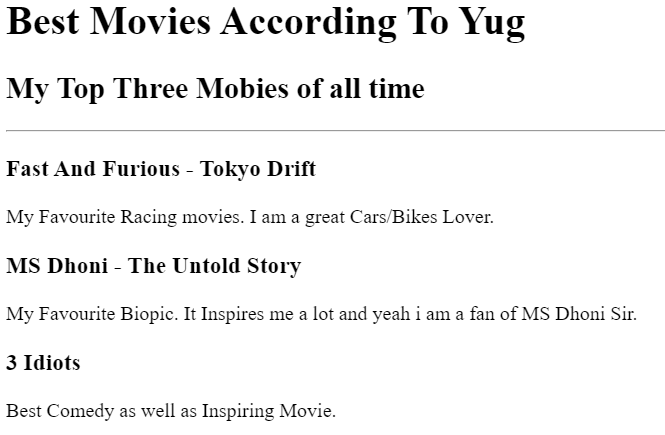 Best Movies According To Yug
My Top Three Mobies of all time
Fast And Furious - Tokyo Drift
My Favourite Racing movies. I am a great Cars/Bikes Lover.
MS Dhoni - The Untold Story
My Favourite Biopic. It Inspires me a lot and yeah i am a fan of MS Dhoni Sir.
3 Idiots
Best Comedy as well as Inspiring Movie.